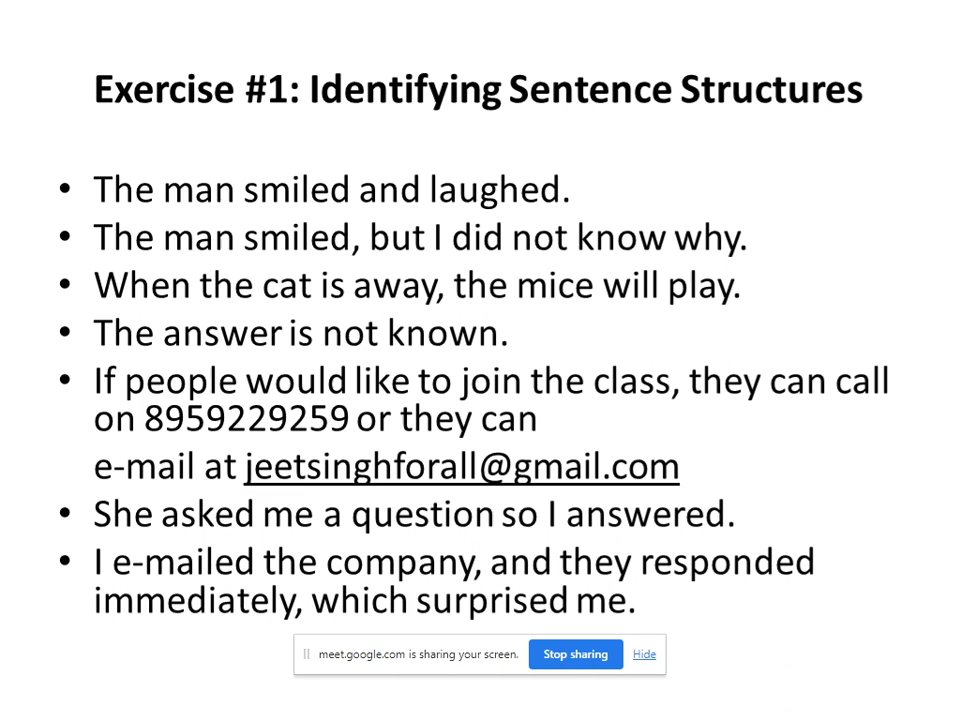 Exercise #1: Identifying Sentence Structures
• The man smiled and laughed.
• The man smiled, but I did not know why.
• When the cat is away, the mice will play.
• The answer is not known.
• If people would like to join the class, they can call
on 8959229259 or they can
e-mail at jeetsinghforall@gmail.com
• She asked me a question so I answered.
• I e-mailed the company, and they responded
immediately, which surprised me.
meet.google.com is sharing your screen. Stop sharing Hide